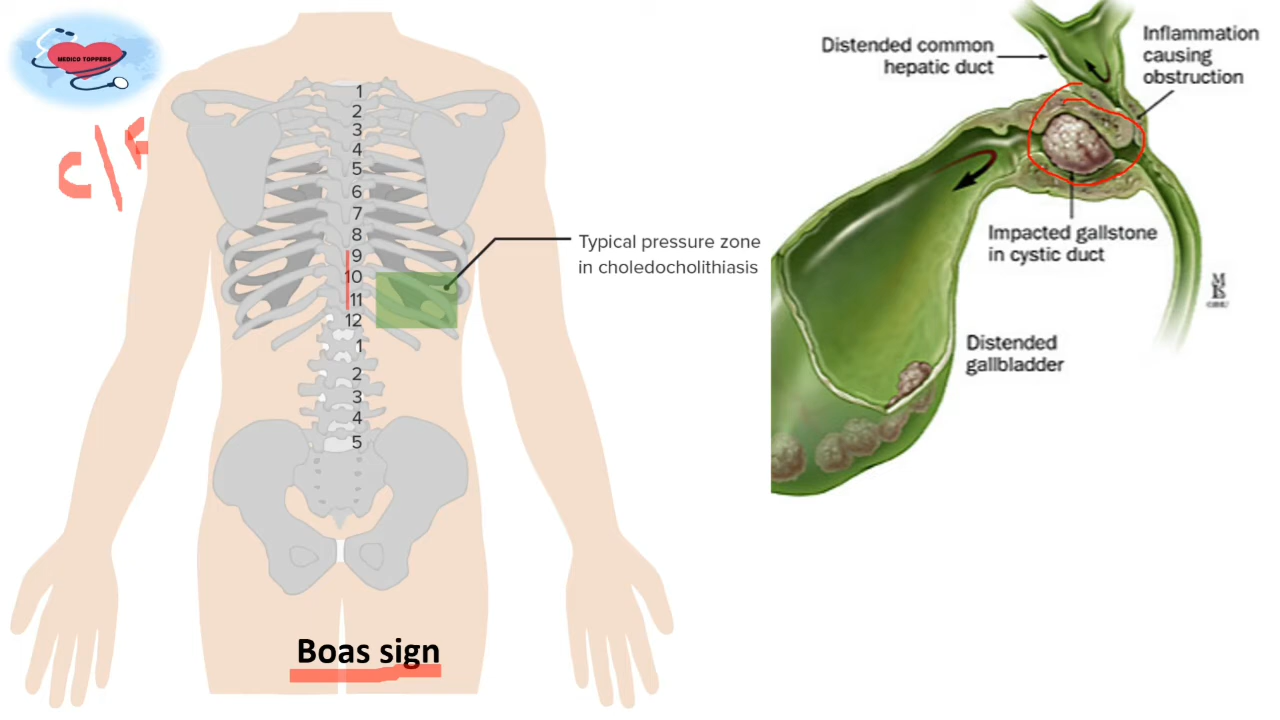 MEDICO TOPPERS
1
2
3
4
5
6
7
8
9
10
11
12
1
2
3
4
5
Typical pressure zone
in choledocholithiasis
Boas sign
Distended common
hepatic duct
Inflammation
causing
obstruction
Impacted gallstone
in cystic duct
Distended
gallbladder